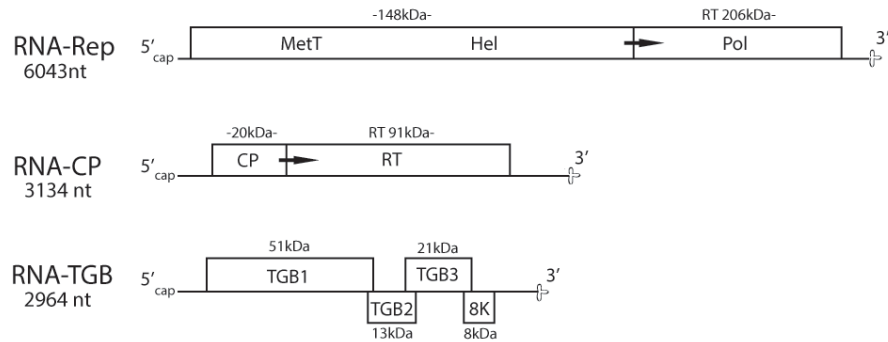 -148kDa-
RT 206kDa-
RNA-Rep
6043nt
5′
cap
MetT
Hel
Pol
3′
-20kDa-
RT 91kDa-
RNA-CP
3134 nt
5′
cap
CP
RT
3′
51kDa
21kDa
RNA-TGB
2964 nt
5′
cap
TGB1
TGB3
3′
TGB2
8K
13kDa
8kDa